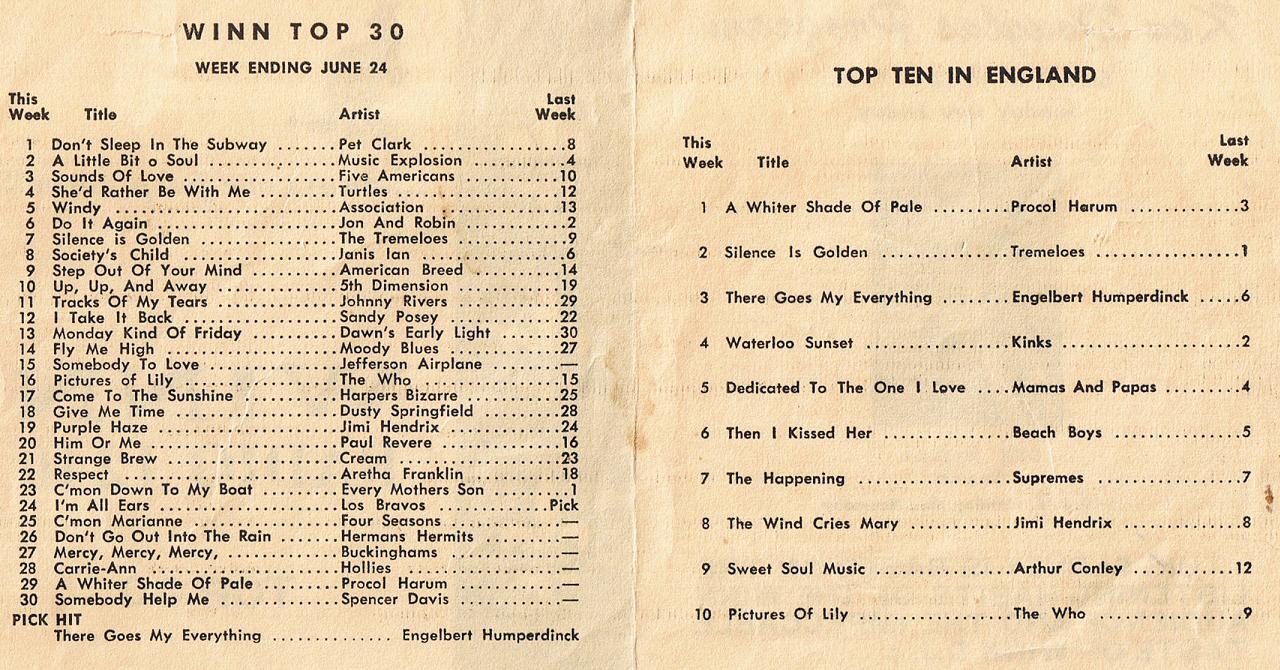 WINN TOP 30
WEEK ENDING JUNE 24
This Week Title Artist Last Week
1 Don't Sleep In The Subway .......Pet Clark ..................8
2 A Little Bit o Soul ...............Music Explosion ............4
3 Sounds Of Love ..................Five Americans ............10
4 She'd Rather Be With Me ..........Turtles ....................12
5 Windy ..........................Association ................13
6 Do It Again .....................Jon And Robin ..............2
7 Silence is Golden ................The Tremeloes ..............9
8 Society's Child ..................Janis Ian ..................6
9 Step Out Of Your Mind ..........American Breed ............14
10 Up, Up, And Away ..............5th Dimension ..............19
11 Tracks Of My Tears ..............Johnny Rivers ..............29
12 I Take It Back ..................Sandy Posey ................22
13 Monday Kind Of Friday ..........Dawn's Early Light ..........30
14 Fly Me High ....................Moody Blues ................27
15 Somebody To Love ..............Jefferson Airplane ..........—
16 Pictures of Lily ..................The Who ..................15
17 Come To The Sunshine ..........Harpers Bizarre ............25
18 Give Me Time ..................Dusty Springfield ..........28
19 Purple Haze ....................Jimi Hendrix ................24
20 Him Or Me ....................Paul Revere ................16
21 Strange Brew ..................Cream ....................23
22 Respect ......................Aretha Franklin ............18
23 C'mon Down To My Boat ........Every Mothers Son ..........1
24 I'm All Ears ....................Los Bravos ................Pick
25 C'mon Marianne ................Four Seasons ..............—
26 Don't Go Out Into The Rain ......Hermans Hermits ............—
27 Mercy, Mercy, Mercy, ............Buckinghams ..............—
28 Carrie-Ann ....................Hollies ....................—
29 A Whiter Shade Of Pale ..........Procol Harum ..............—
30 Somebody Help Me ..............Spencer Davis ..............—
PICK HIT
There Goes My Everything .............. Engelbert Humperdinck
TOP TEN IN ENGLAND
This Week Title Artist Last Week
1 A Whiter Shade Of Pale .........Procol Harum .............3
2 Silence Is Golden ...............Tremeloes ..................1
3 There Goes My Everything ........Engelbert Humperdinck .....6
4 Waterloo Sunset ..................Kinks .....................2
5 Dedicated To The One I Love ....Mamas And Papas .........4
6 Then I Kissed Her ...............Beach Boys ................5
7 The Happening ..................Supremes ..................7
8 The Wind Cries Mary ............Jimi Hendrix ..............8
9 Sweet Soul Music ................Arthur Conley .............12
10 Pictures Of Lily ..................The Who ..................9